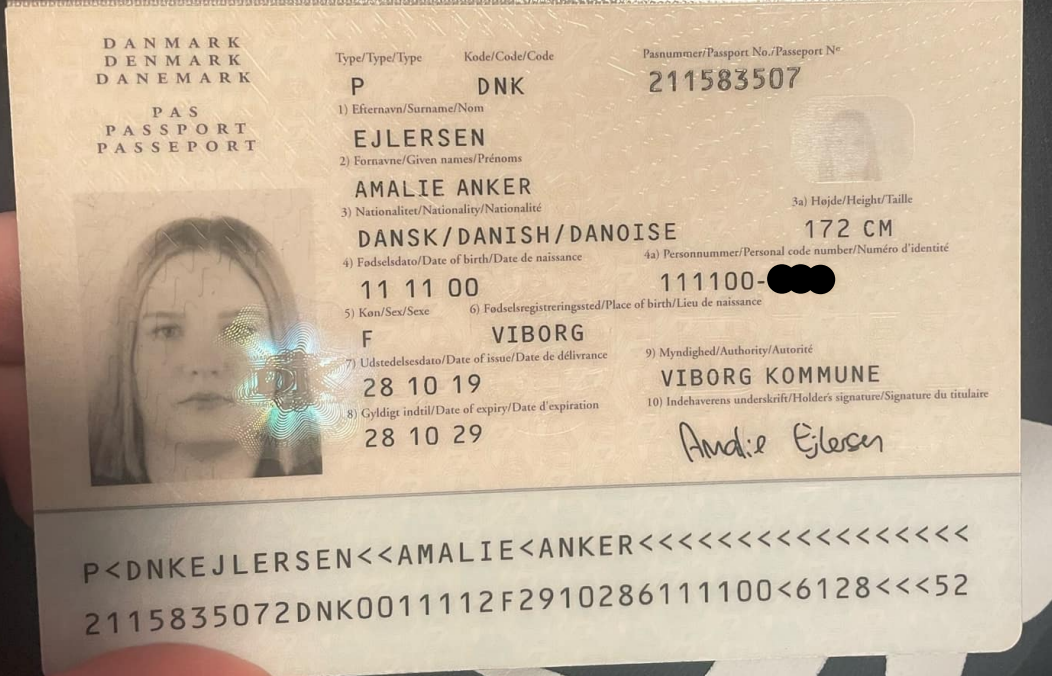 DANMARK
DENMARK
DANEMARK
PAS
PASSPORT
PASSEPORT
Type/Type/Type Kode/Code/Code Pasnummer/Passport No./Passeport Nº
P DNK 211583507
1) Efternavn/Surname/Nom
EJLERSEN
2) Fornavne/Given names/Prénoms
AMALIE ANKER
3) Nationalitet/Nationality/Nationalité 3a) Højde/Height/Taille
DANSK/DANISH/DANOISE 172 CM
4) Fødselsdato/Date of birth/Date de naissance 4a) Personnummer/Personal code number/Numéro d'identité
11 11 00 111100-
5) Køn/Sex/Sexe 6) Fødselsregistreringssted/Place of birth/Lieu de naissance
F VIBORG
7) Udstedelsesdato/Date of issue/Date de délivrance 9) Myndighed/Authority/Autorité
28 10 19 VIBORG KOMMUNE
8) Gyldigt indtil/Date of expiry/Date d'expiration 10) Indehaverens underskrift/Holder's signature/Signature du titulaire
28 10 29 Amalie Ejlersen
P<DNKEJLERSEN<<AMALIE<ANKER<<<<<<<<<<<<<<<<<
2115835072DNK0011112F2910286111100<6128<<<52